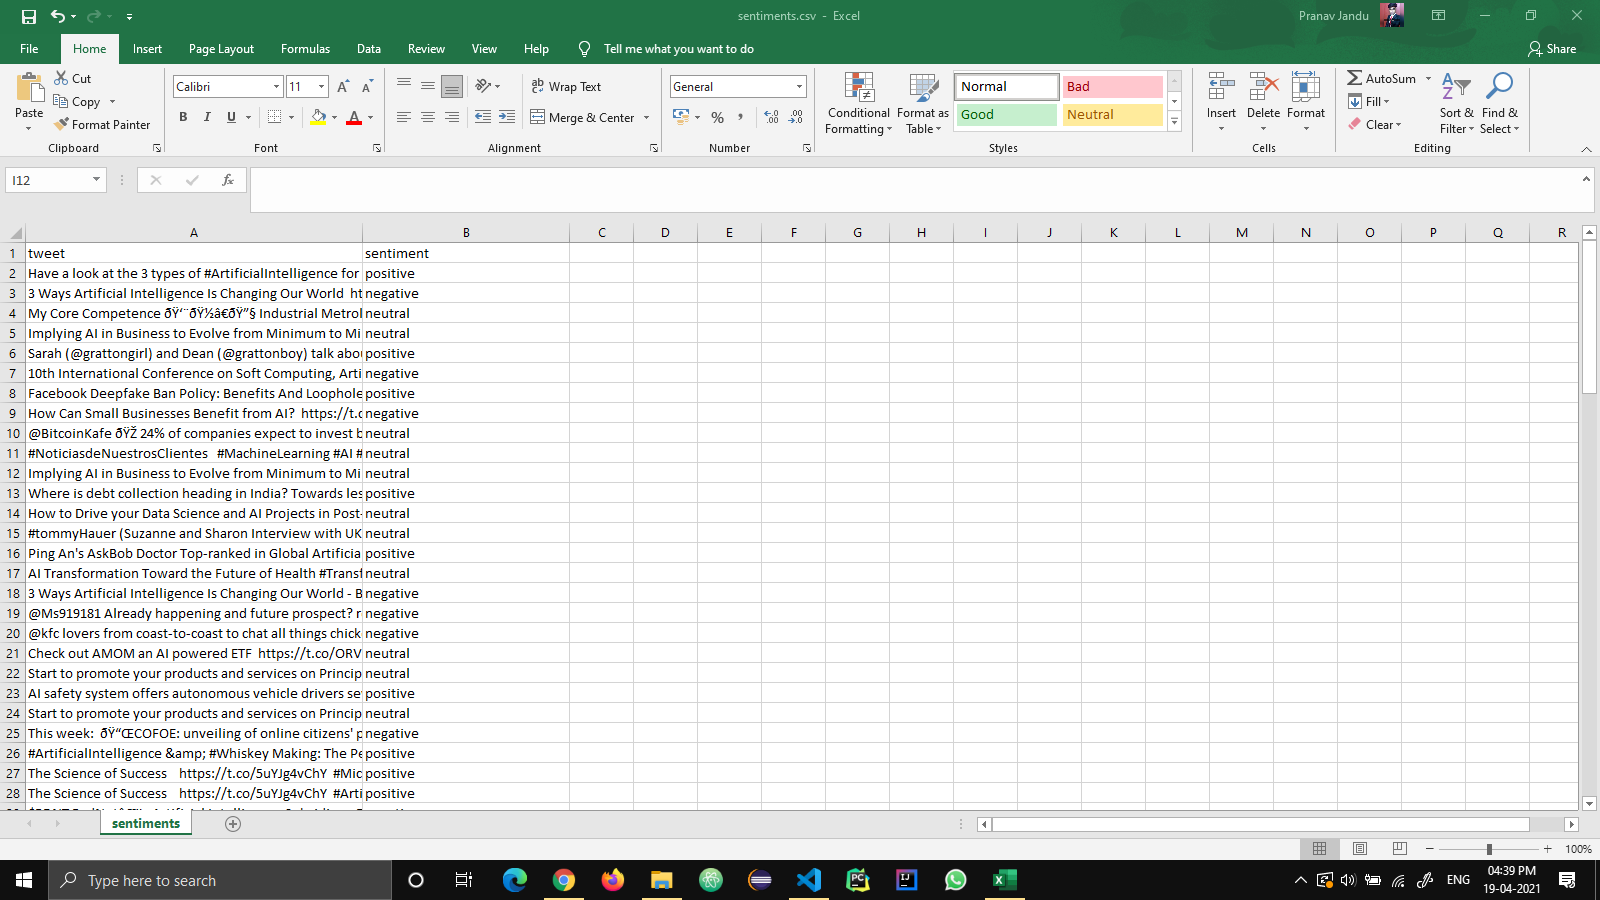 sentiments.csv - Excel
Pranav Jandu
File Home Insert Page Layout Formulas Data Review View Help Tell me what you want to do Share
Paste
Cut
Copy
Format Painter
Clipboard
Calibri 11
B I U
Font
Wrap Text
Merge & Center
Alignment
General
Number
Conditional Formatting
Format as Table
Normal Bad
Good Neutral
Styles
Insert Delete Format
Cells
AutoSum
Fill
Clear
Sort & Filter
Find & Select
Editing
I12
fx
A B C D E F G H I J K L M N O P Q R
1 tweet sentiment
2 Have a look at the 3 types of #ArtificialIntelligence for positive
3 3 Ways Artificial Intelligence Is Changing Our World ht negative
4 My Core Competence ðŸ‘¨ðŸ½â€ðŸ”§ Industrial Metrol neutral
5 Implying AI in Business to Evolve from Minimum to Mi neutral
6 Sarah (@grattongirl) and Dean (@grattonboy) talk abou positive
7 10th International Conference on Soft Computing, Arti negative
8 Facebook Deepfake Ban Policy: Benefits And Loophole positive
9 How Can Small Businesses Benefit from AI? https://t.c negative
10 @BitcoinKafe ðŸŽ 24% of companies expect to invest b neutral
11 #NoticiasdeNuestrosClientes #MachineLearning #AI # neutral
12 Implying AI in Business to Evolve from Minimum to Mi neutral
13 Where is debt collection heading in India? Towards les positive
14 How to Drive your Data Science and AI Projects in Post- neutral
15 #tommyHauer (Suzanne and Sharon Interview with UK neutral
16 Ping An's AskBob Doctor Top-ranked in Global Artificia positive
17 AI Transformation Toward the Future of Health #Transf neutral
18 3 Ways Artificial Intelligence Is Changing Our World - B negative
19 @Ms919181 Already happening and future prospect? r negative
20 @kfc lovers from coast-to-coast to chat all things chick negative
21 Check out AMOM an AI powered ETF https://t.co/ORV neutral
22 Start to promote your products and services on Princip neutral
23 AI safety system offers autonomous vehicle drivers se positive
24 Start to promote your products and services on Princip neutral
25 This week: ðŸ“ŒCOFOE: unveiling of online citizens' p negative
26 #ArtificialIntelligence &amp; #Whiskey Making: The Pe positive
27 The Science of Success https://t.co/5uYJg4vChY #Mic positive
28 The Science of Success https://t.co/5uYJg4vChY #Arti positive
sentiments
100%
Type here to search
ENG
04:39 PM
19-04-2021